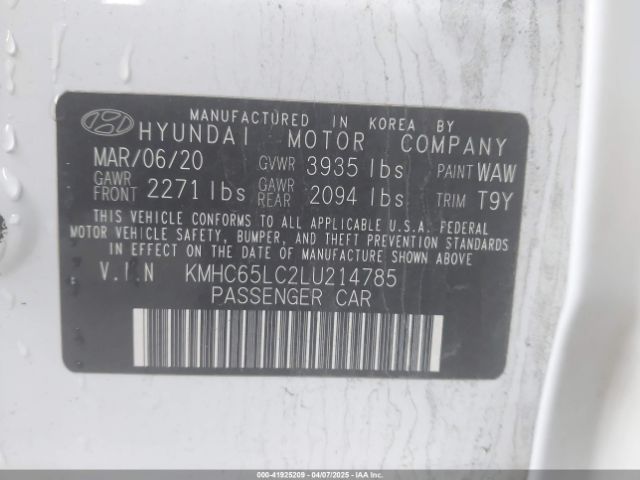 MANUFACTURED IN KOREA BY
HYUNDAI MOTOR COMPANY
MAR/06/20 GVWR 3935 lbs PAINT WAW
GAWR FRONT 2271 lbs GAWR REAR 2094 lbs TRIM T9Y
THIS VEHICLE CONFORMS TO ALL APPLICABLE U.S.A. FEDERAL
MOTOR VEHICLE SAFETY, BUMPER, AND THEFT PREVENTION STANDARDS
IN EFFECT ON THE DATE OF MANUFACTURE SHOWN ABOVE.
V.I.N KMHC65LC2LU214785
PASSENGER CAR
000-41925209 04/07/2025 - IAAI.COM